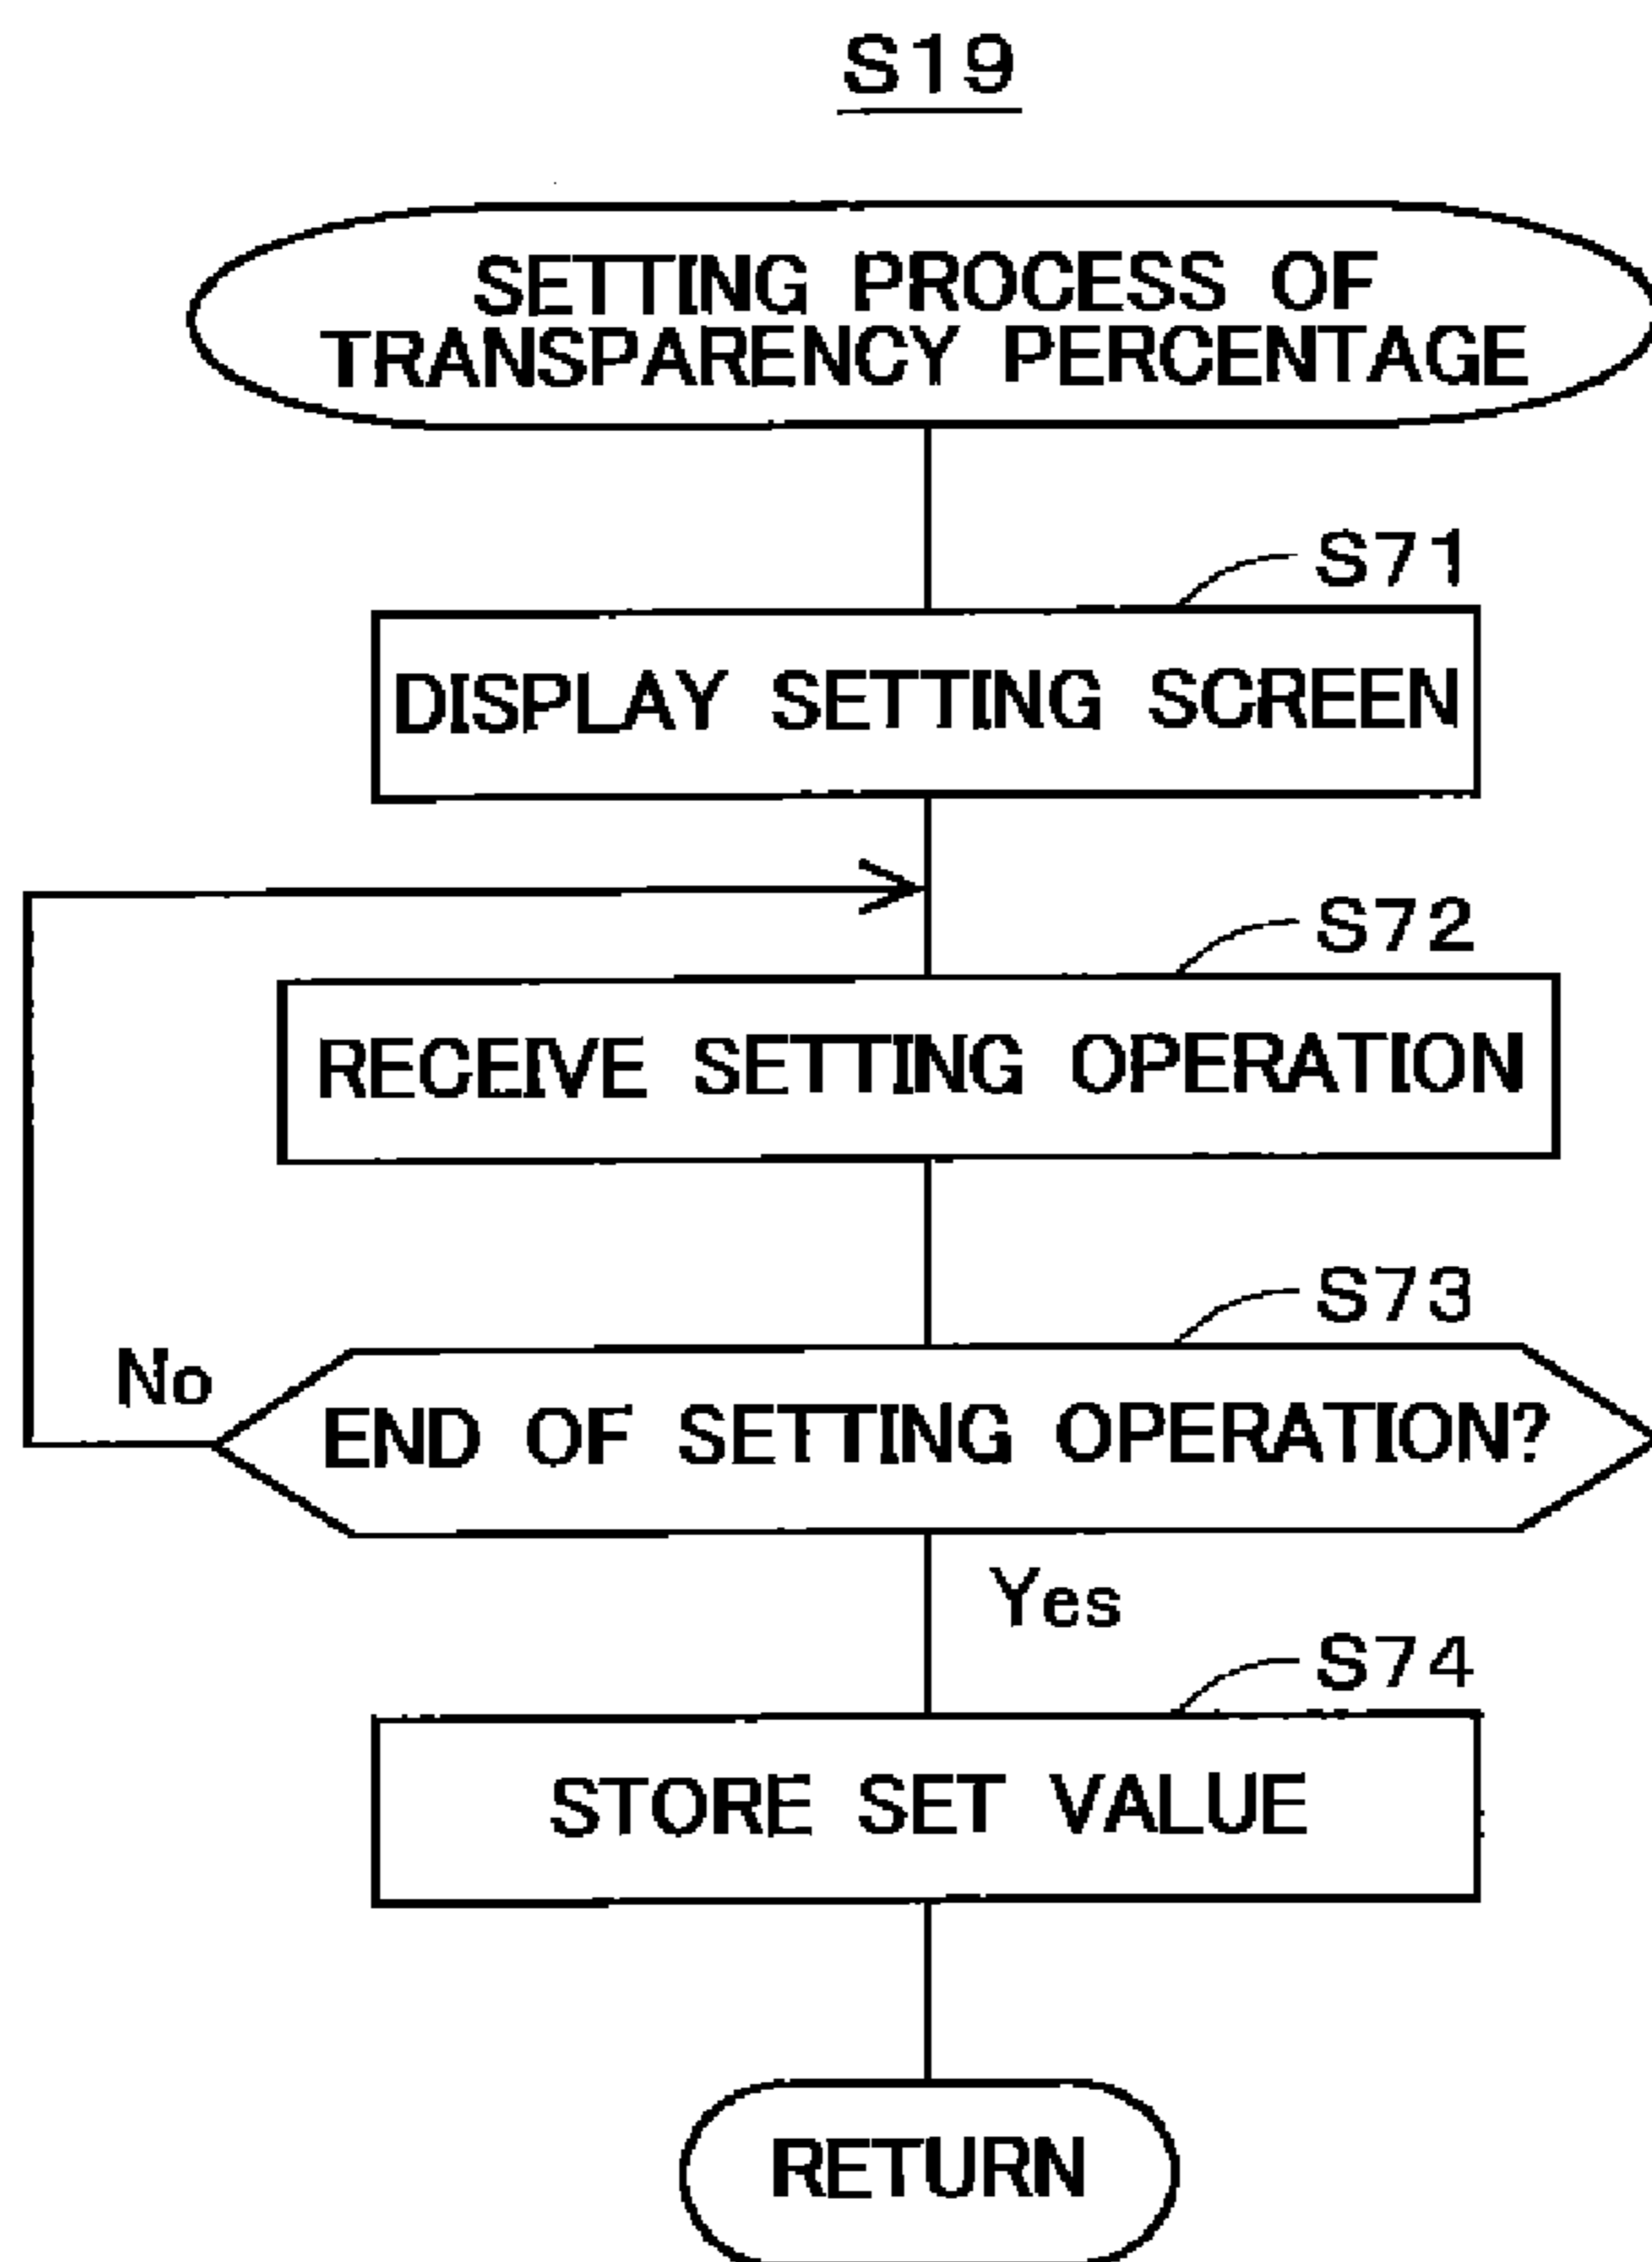 S19
SETTING PROCESS OF
TRANSPARENCY PERCENTAGE
S71
DISPLAY SETTING SCREEN
S72
RECEIVE SETTING OPERATION
S73
No
END OF SETTING OPERATION?
Yes
S74
STORE SET VALUE
RETURN